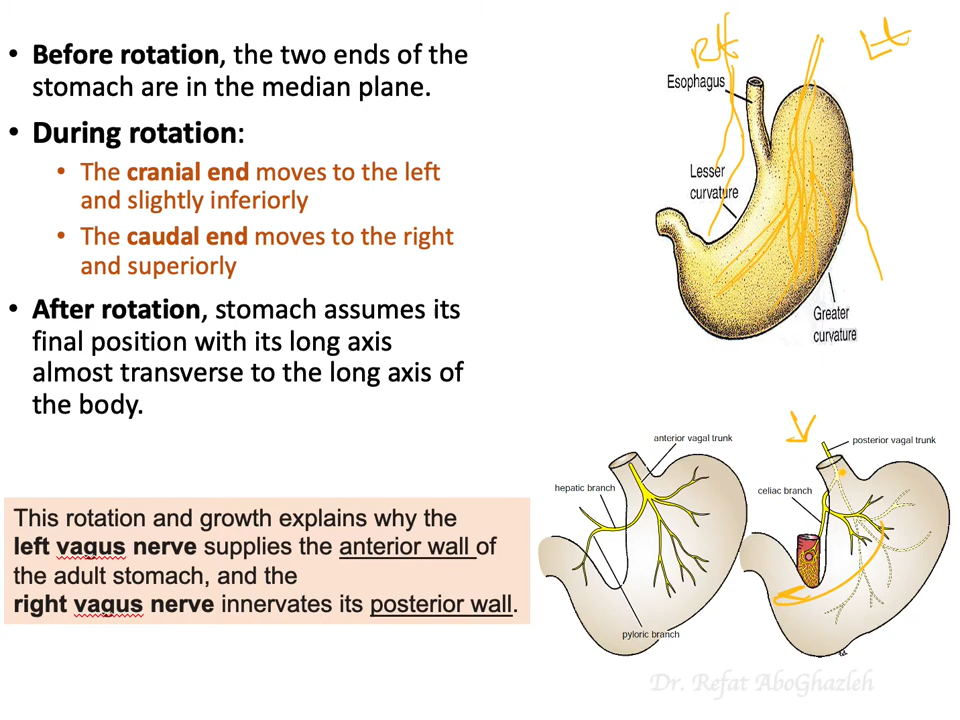 • Before rotation, the two ends of the
stomach are in the median plane.
• During rotation:
• The cranial end moves to the left
and slightly inferiorly
• The caudal end moves to the right
and superiorly
• After rotation, stomach assumes its
final position with its long axis
almost transverse to the long axis of
the body.
This rotation and growth explains why the
left vagus nerve supplies the anterior wall of
the adult stomach, and the
right vagus nerve innervates its posterior wall.
Rt
Lt
Esophagus
Lesser
curvature
Greater
curvature
anterior vagal trunk
hepatic branch
pyloric branch
V
posterior vagal trunk
celiac branch
Dr. Refat AboGhazleh